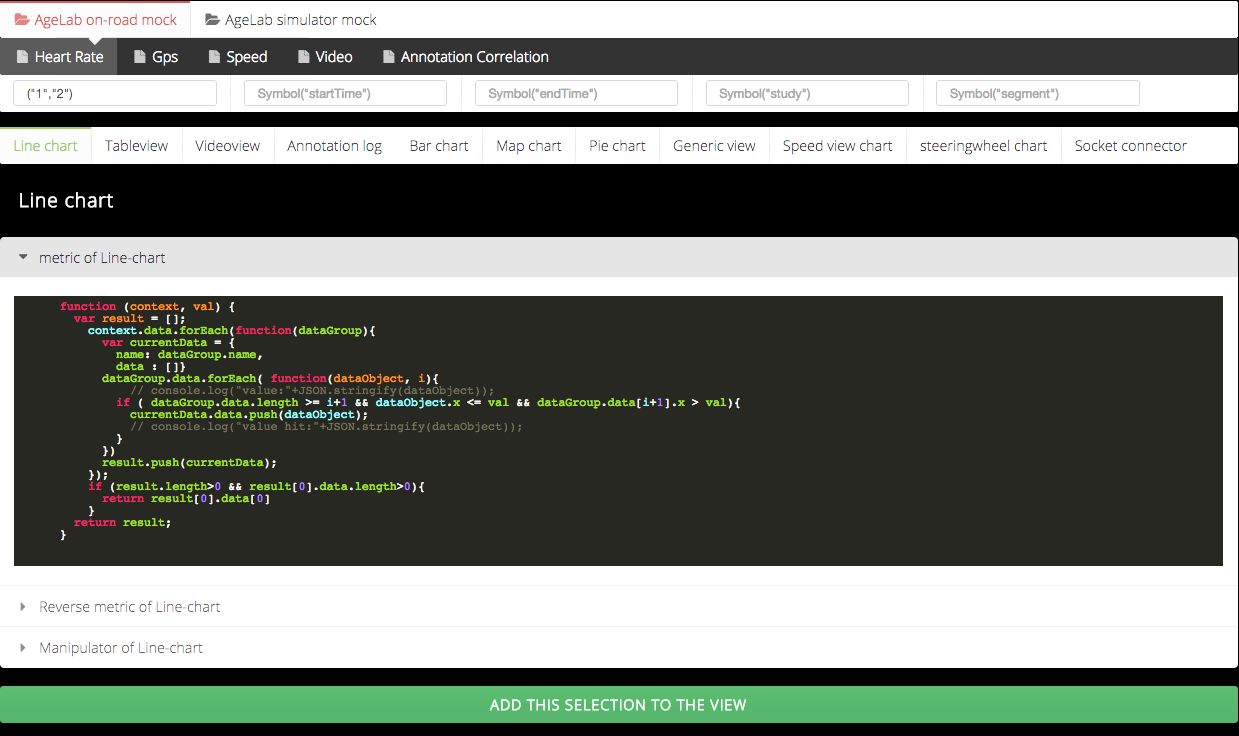 AgeLab on-road mock AgeLab simulator mock
Heart Rate Gps Speed Video Annotation Correlation
("1","2") Symbol("startTime") Symbol("endTime") Symbol("study") Symbol("segment")
Line chart Tableview Videoview Annotation log Bar chart Map chart Pie chart Generic view Speed view chart steeringwheel chart Socket connector
Line chart
metric of Line-chart
function (context, val) {
var result = [];
context.data.forEach(function(dataGroup){
var currentData = {
name: dataGroup.name,
data : []}
dataGroup.data.forEach( function(dataObject, i){
// console.log("value:"+JSON.stringify(dataObject));
if ( dataGroup.data.length >= i+1 && dataObject.x <= val && dataGroup.data[i+1].x > val){
currentData.data.push(dataObject);
// console.log("value hit:"+JSON.stringify(dataObject));
}
})
result.push(currentData);
});
if (result.length>0 && result[0].data.length>0){
return result[0].data[0]
}
return result;
}
Reverse metric of Line-chart
Manipulator of Line-chart
ADD THIS SELECTION TO THE VIEW